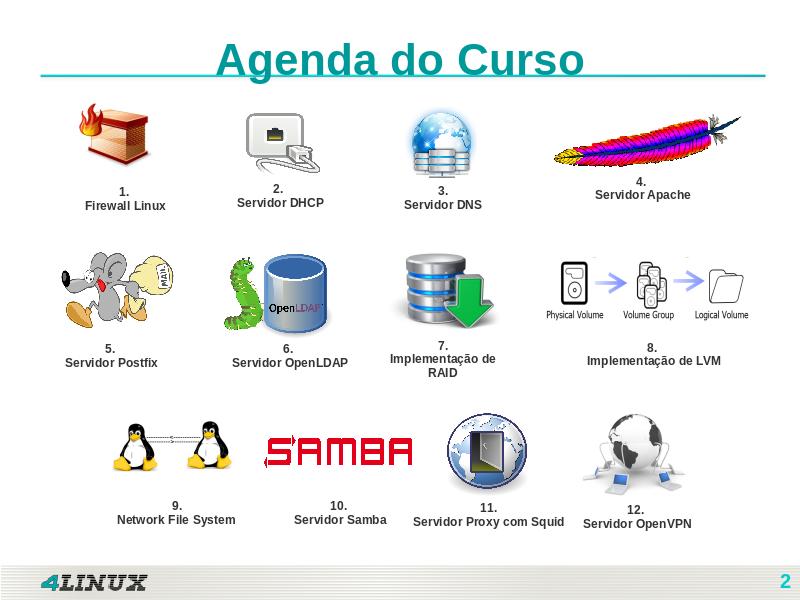 Agenda do Curso
1.
Firewall Linux
2.
Servidor DHCP
3.
Servidor DNS
4.
Servidor Apache
MAIL
5.
Servidor Postfix
OpenLDAP
6.
Servidor OpenLDAP
7.
Implementação de
RAID
Physical Volume
Volume Group
Logical Volume
8.
Implementação de LVM
9.
Network File System
SAMBA
10.
Servidor Samba
11.
Servidor Proxy com Squid
12.
Servidor OpenVPN
4LINUX
2